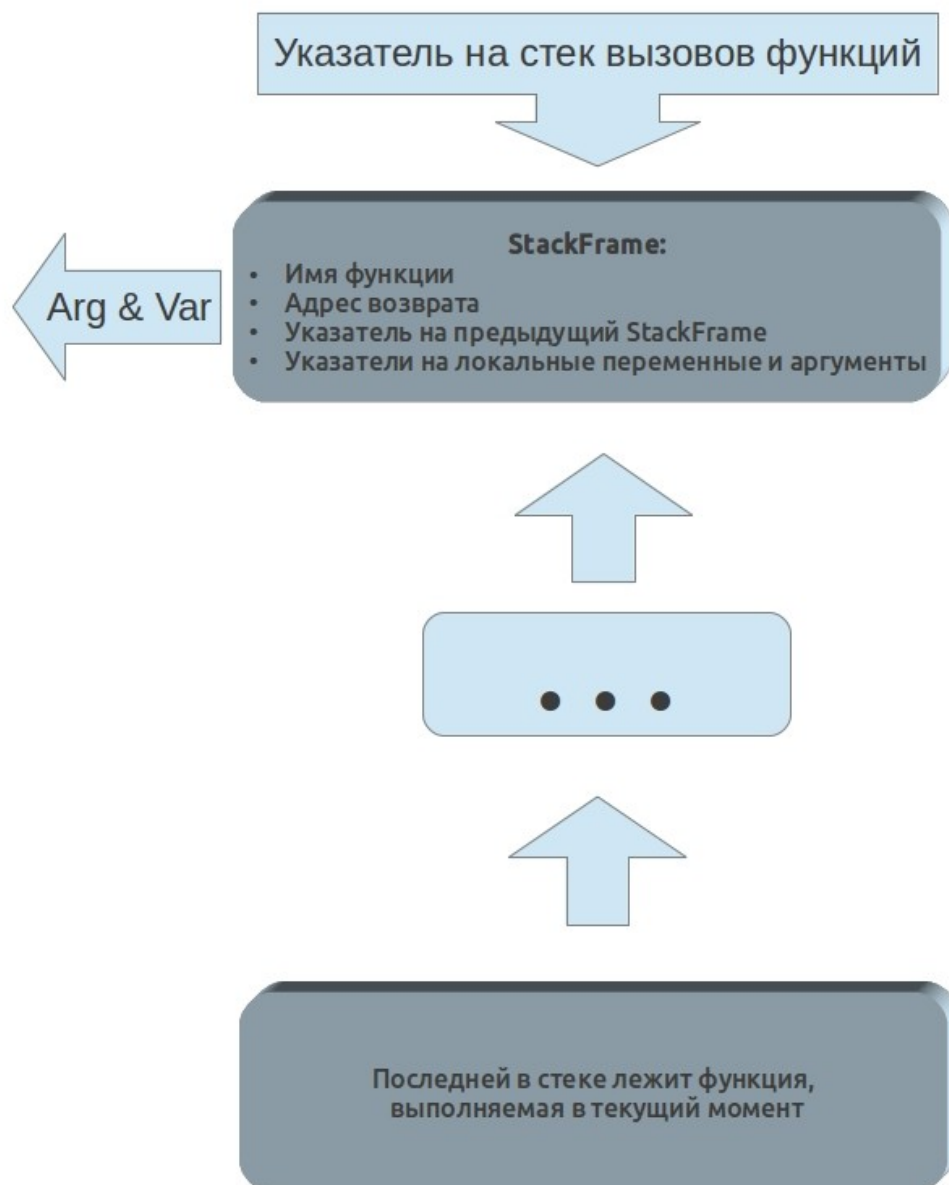 Указатель на стек вызовов функций
StackFrame:
• Имя функции
• Адрес возврата
• Указатель на предыдущий StackFrame
• Указатели на локальные переменные и аргументы
Arg & Var
• • •
Последней в стеке лежит функция,
выполняемая в текущий момент